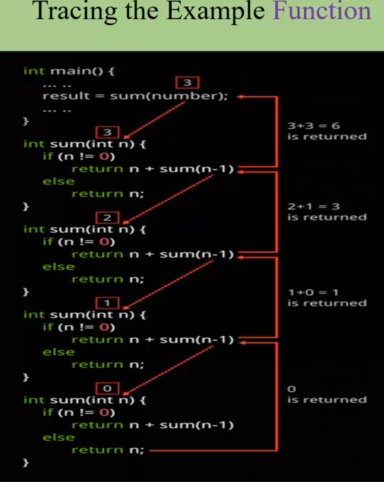 Tracing the Example Function
int main() {
... ..
3
result = sum(number);
... ..
}
3
int sum(int n) {
if (n != 0)
return n + sum(n-1)
else
return n;
}
3+3 = 6
is returned
2
int sum(int n) {
if (n != 0)
return n + sum(n-1)
else
return n;
}
2+1 = 3
is returned
1
int sum(int n) {
if (n != 0)
return n + sum(n-1)
else
return n;
}
1+0 = 1
is returned
0
int sum(int n) {
if (n != 0)
return n + sum(n-1)
else
return n;
}
0
is returned